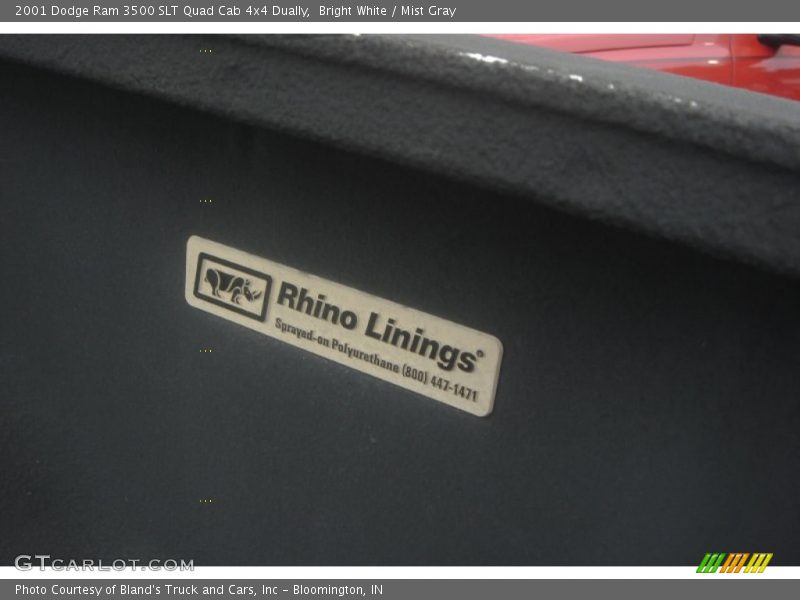 2001 Dodge Ram 3500 SLT Quad Cab 4x4 Dually,  Bright White / Mist Gray
Rhino Linings®
Sprayed-on Polyurethane (800) 447-1471
GTcarlot.com
Photo Courtesy of Bland's Truck and Cars, Inc - Bloomington, IN